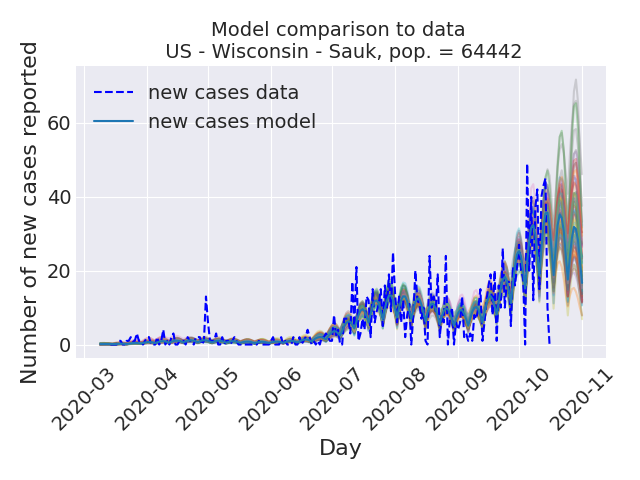 Model comparison to data
US - Wisconsin - Sauk, pop. = 64442
new cases data
new cases model
Number of new cases reported
60
40
20
0
2020-03
2020-04
2020-05
2020-06
2020-07
2020-08
2020-09
2020-10
2020-11
Day